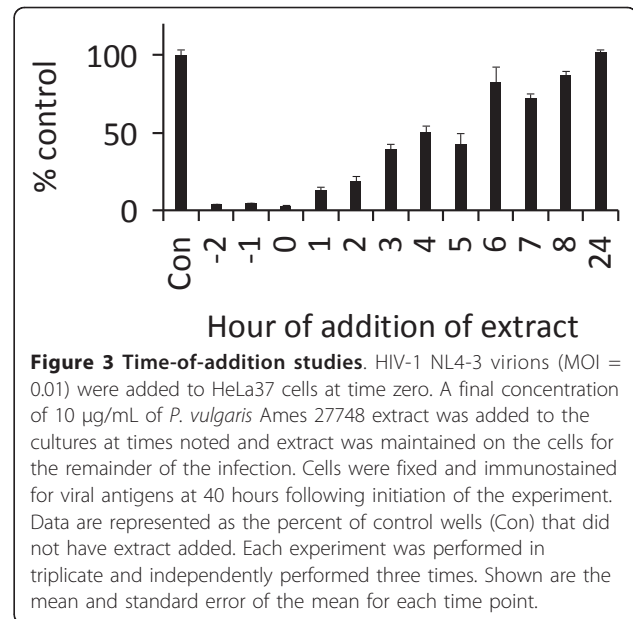 100
50
0
% control
Con
-2
-1
0
1
2
3
4
5
6
7
8
24
Hour of addition of extract
Figure 3 Time-of-addition studies. HIV-1 NL4-3 virions (MOI =
0.01) were added to HeLa37 cells at time zero. A final concentration
of 10 μg/mL of P. vulgaris Ames 27748 extract was added to the
cultures at times noted and extract was maintained on the cells for
the remainder of the infection. Cells were fixed and immunostained
for viral antigens at 40 hours following initiation of the experiment.
Data are represented as the percent of control wells (Con) that did
not have extract added. Each experiment was performed in
triplicate and independently performed three times. Shown are the
mean and standard error of the mean for each time point.